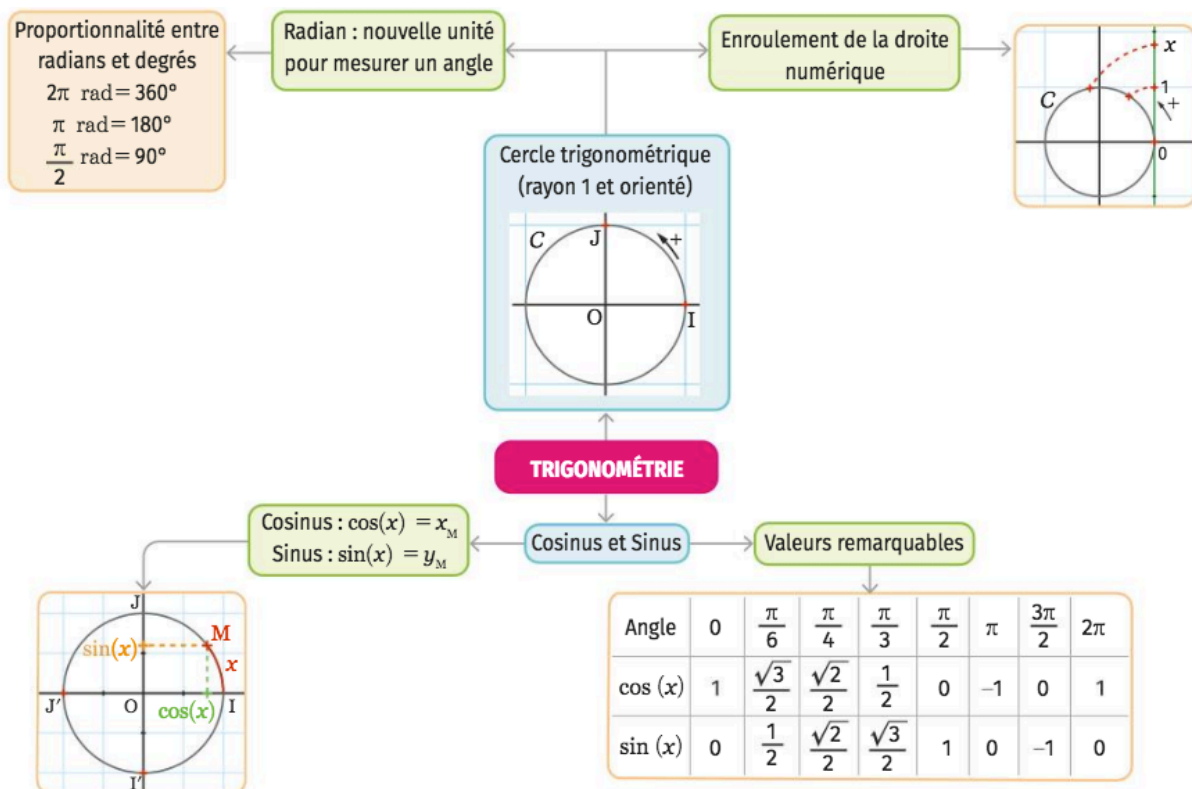 Proportionnalité entre
radians et degrés
2π rad = 360°
π rad = 180°
π/2 rad = 90°
Radian : nouvelle unité
pour mesurer un angle
Enroulement de la droite
numérique
x
1
C
+
0
Cercle trigonométrique
(rayon 1 et orienté)
C
J
+
O
I
TRIGONOMÉTRIE
Cosinus : cos(x) = x_M
Sinus : sin(x) = y_M
Cosinus et Sinus
Valeurs remarquables
J
M
sin(x)
x
J′
O
cos(x)
I
I′
Angle 0 π/6 π/4 π/3 π/2 π 3π/2 2π
cos (x) 1 √3/2 √2/2 1/2 0 –1 0 1
sin (x) 0 1/2 √2/2 √3/2 1 0 –1 0